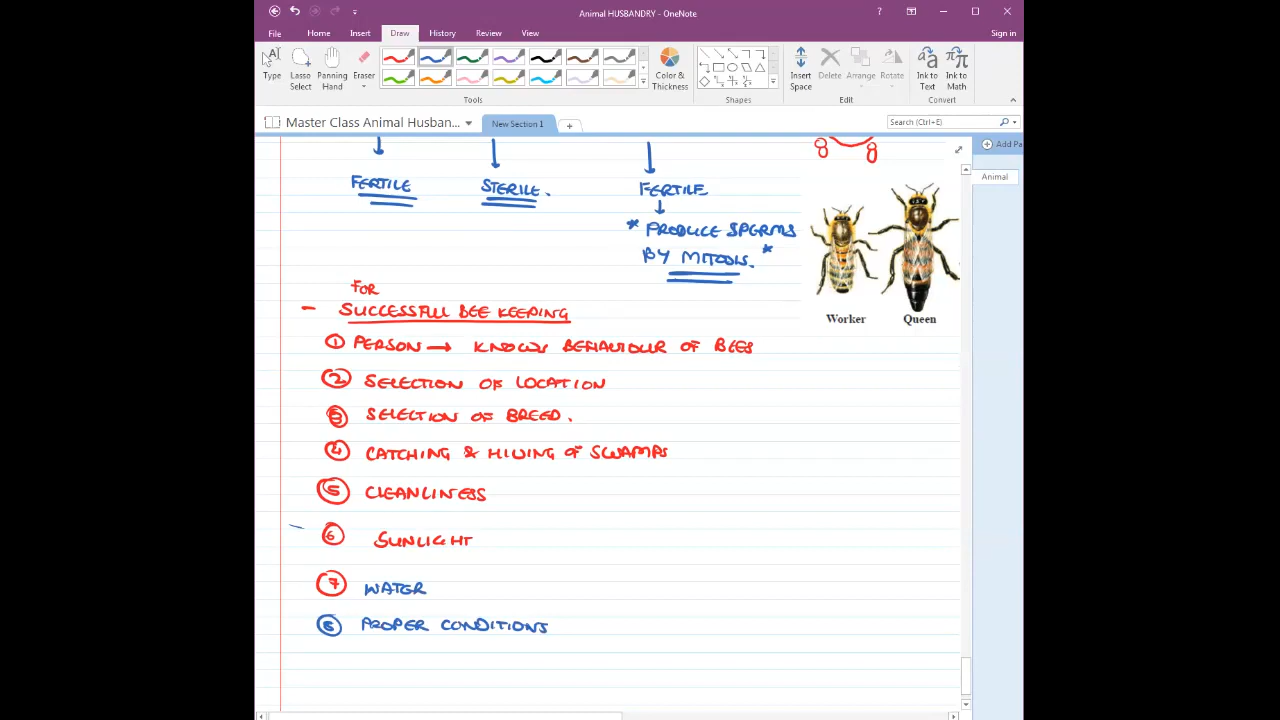 Animal HUSBANDRY - OneNote
?
File Home Insert Draw History Review View Sign in
Type Lasso Select Panning Hand Eraser Color & Thickness Insert Space Delete Arrange Rotate Ink to Text Ink to Math
Tools Shapes Edit Convert
Master Class Animal Husban... New Section 1 Search (Ctrl+E)
Add Pa
Animal
FERTILE STERILE. FERTILE
* PRODUCE SPERMS
BY MITOSIS. *
Worker Queen
FOR
- SUCCESSFULL BEE KEEPING
1 PERSON → KNOWS BEHAVIOUR OF BEES
2 SELECTION OF LOCATION
3 SELECTION OF BREED.
4 CATCHING & HIVING OF SWAMPS
5 CLEANLINESS
6 SUNLIGHT
7 WATER
8 PROPER CONDITIONS